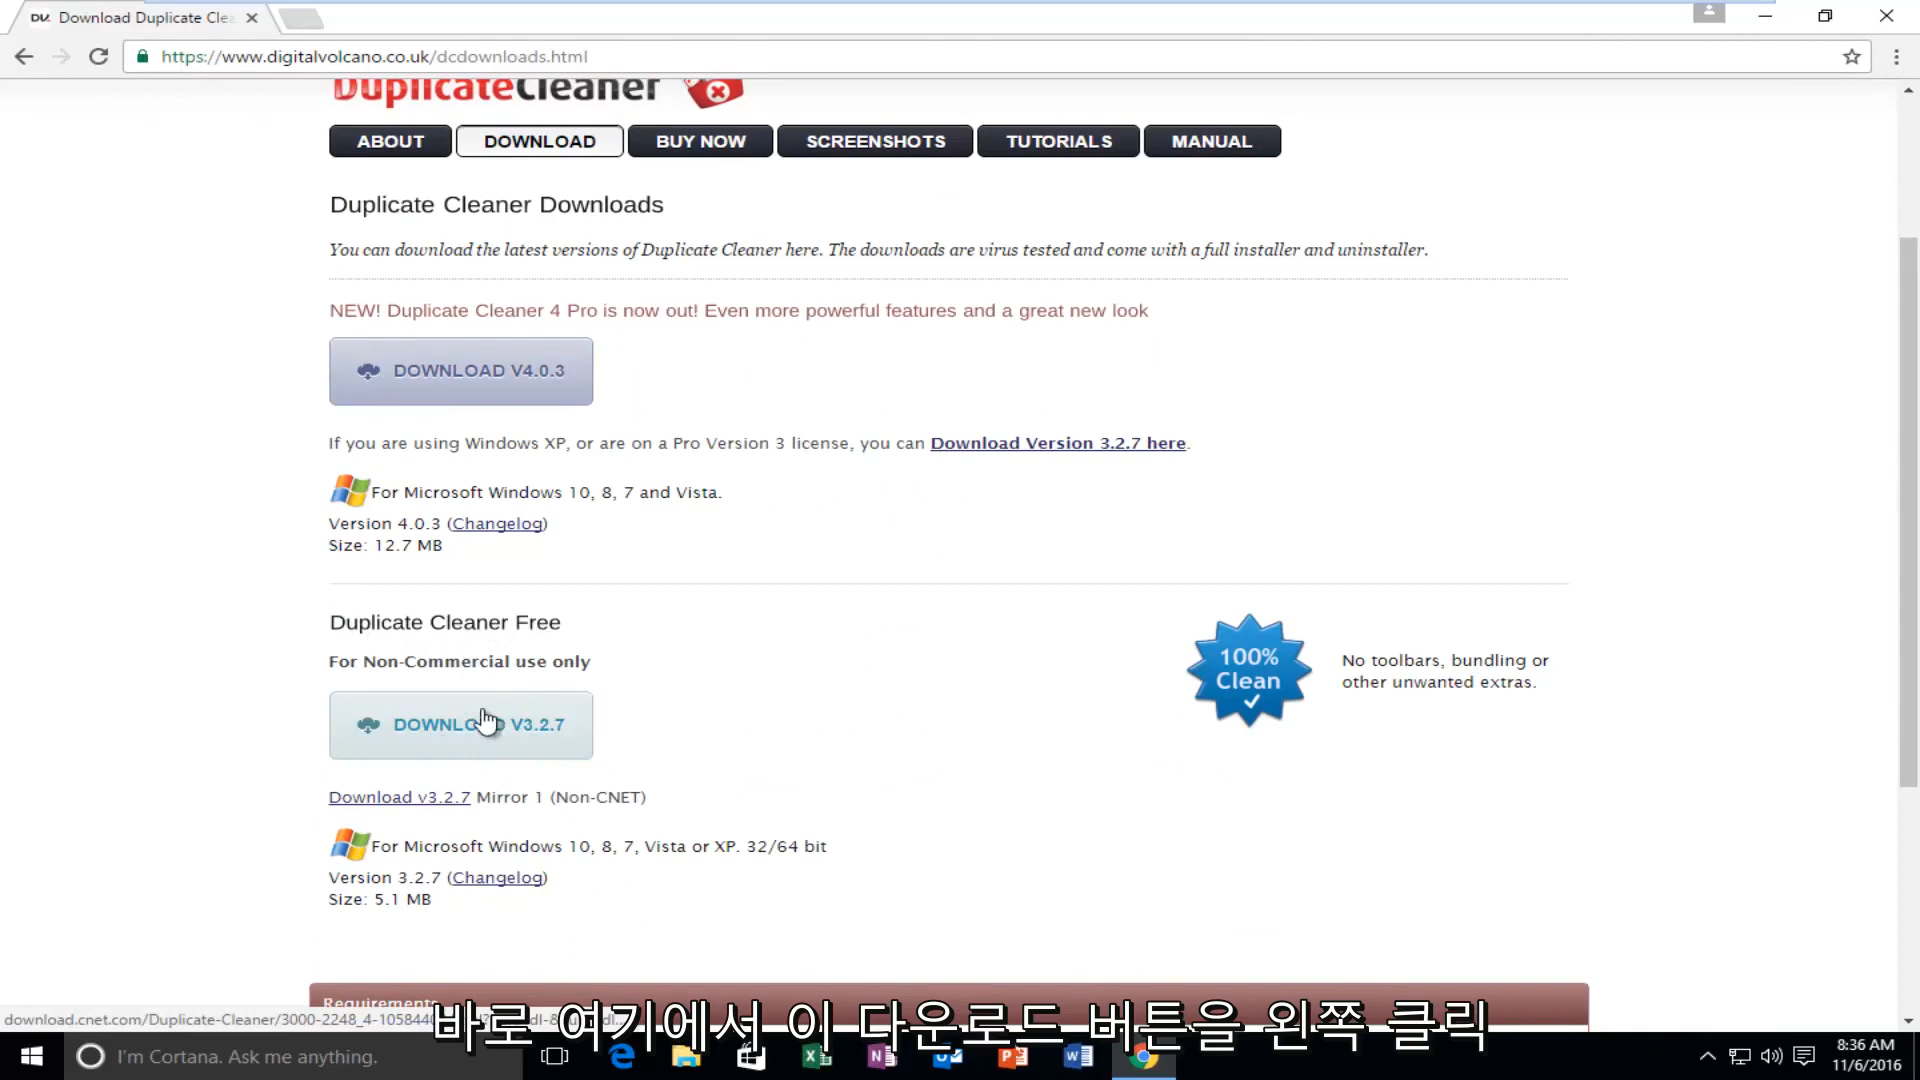 Download Duplicate Clea
https://www.digitalvolcano.co.uk/dcdownloads.html
DuplicateCleaner
ABOUT
DOWNLOAD
BUY NOW
SCREENSHOTS
TUTORIALS
MANUAL
Duplicate Cleaner Downloads
You can download the latest versions of Duplicate Cleaner here. The downloads are virus tested and come with a full installer and uninstaller.
NEW! Duplicate Cleaner 4 Pro is now out! Even more powerful features and a great new look
DOWNLOAD V4.0.3
If you are using Windows XP, or are on a Pro Version 3 license, you can Download Version 3.2.7 here.
For Microsoft Windows 10, 8, 7 and Vista.
Version 4.0.3 (Changelog)
Size: 12.7 MB
Duplicate Cleaner Free
For Non-Commercial use only
DOWNLOAD V3.2.7
100%
Clean
No toolbars, bundling or
other unwanted extras.
Download v3.2.7 Mirror 1 (Non-CNET)
For Microsoft Windows 10, 8, 7, Vista or XP. 32/64 bit
Version 3.2.7 (Changelog)
Size: 5.1 MB
Requirements
바로 여기에서 이 다운로드 버튼을 왼쪽 클릭
I'm Cortana. Ask me anything.
8:36 AM
11/6/2016